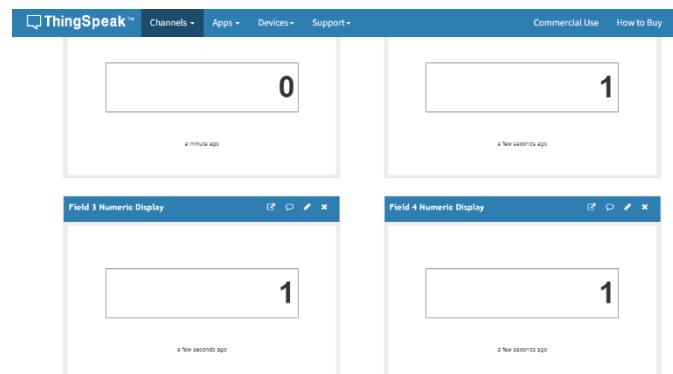 ThingSpeak™ Channels Apps Devices Support Commercial Use How to Buy
0
1
a minute ago
a few seconds ago
Field 3 Numeric Display
Field 4 Numeric Display
1
1
a few seconds ago
a few seconds ago